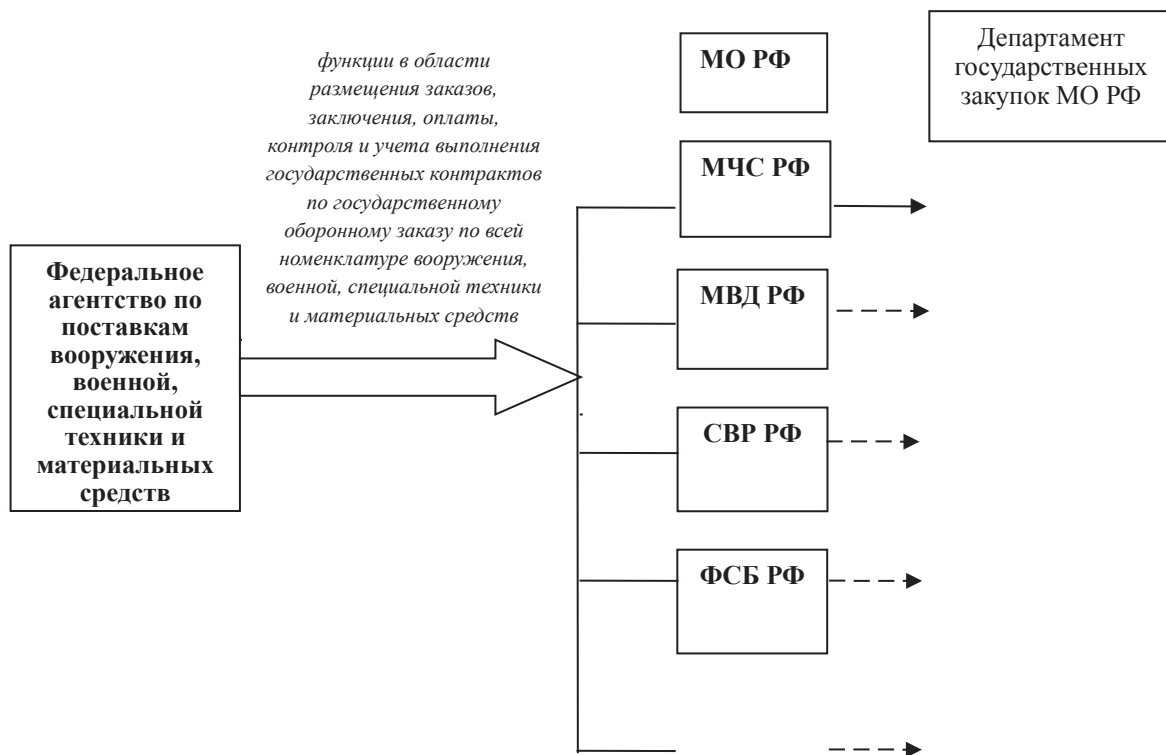 Федеральное
агентство по
поставкам
вооружения,
военной,
специальной
техники и
материальных
средств
функции в области
размещения заказов,
заключения, оплаты,
контроля и учета выполнения
государственных контрактов
по государственному
оборонному заказу по всей
номенклатуре вооружения,
военной, специальной техники
и материальных средств
МО РФ
МЧС РФ
МВД РФ
СВР РФ
ФСБ РФ
Департамент
государственных
закупок МО РФ